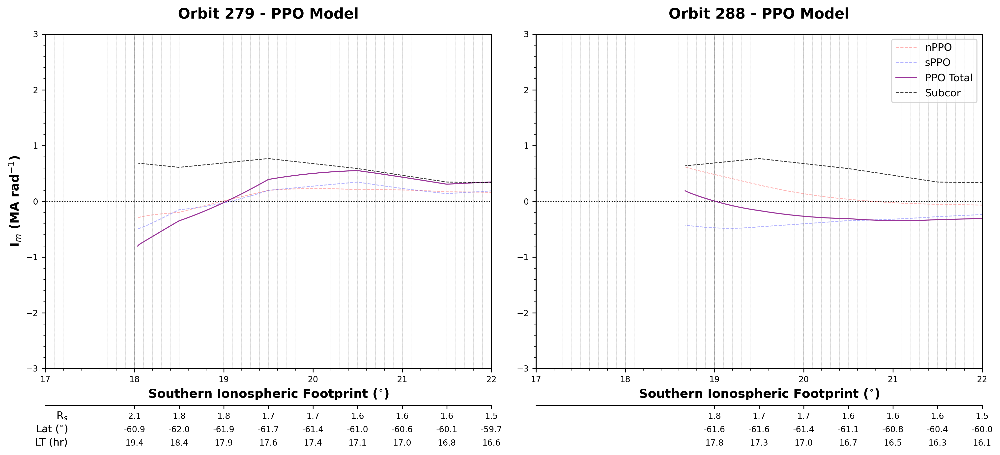 Orbit 279 - PPO Model
Orbit 288 - PPO Model
I_m (MA rad⁻¹)
3
2
1
0
−1
−2
−3
17 18 19 20 21 22
Southern Ionospheric Footprint (°)
R_s 2.1 1.8 1.8 1.7 1.7 1.6 1.6 1.6 1.5
Lat (°) -60.9 -62.0 -61.9 -61.7 -61.4 -61.0 -60.6 -60.1 -59.7
LT (hr) 19.4 18.4 17.9 17.6 17.4 17.1 17.0 16.8 16.6
3
2
1
0
−1
−2
−3
nPPO
sPPO
PPO Total
Subcor
17 18 19 20 21 22
Southern Ionospheric Footprint (°)
1.8 1.7 1.7 1.6 1.6 1.6 1.5
-61.6 -61.6 -61.4 -61.1 -60.8 -60.4 -60.0
17.8 17.3 17.0 16.7 16.5 16.3 16.1